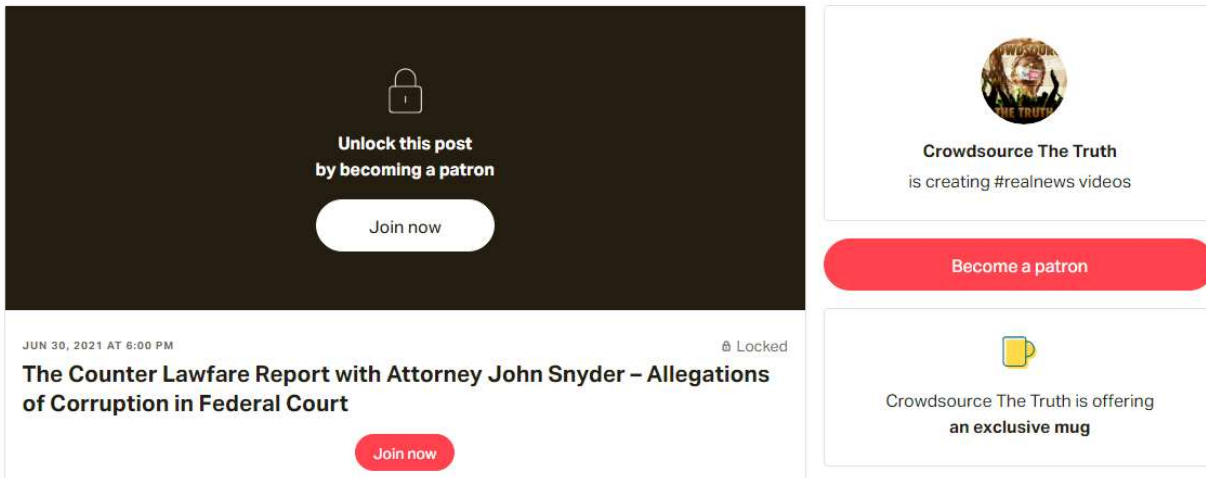 Unlock this post
by becoming a patron
Join now
JUN 30, 2021 AT 6:00 PM
Locked
The Counter Lawfare Report with Attorney John Snyder – Allegations
of Corruption in Federal Court
Join now
THE TRUTH
Crowdsource The Truth
is creating #realnews videos
Become a patron
Crowdsource The Truth is offering
an exclusive mug